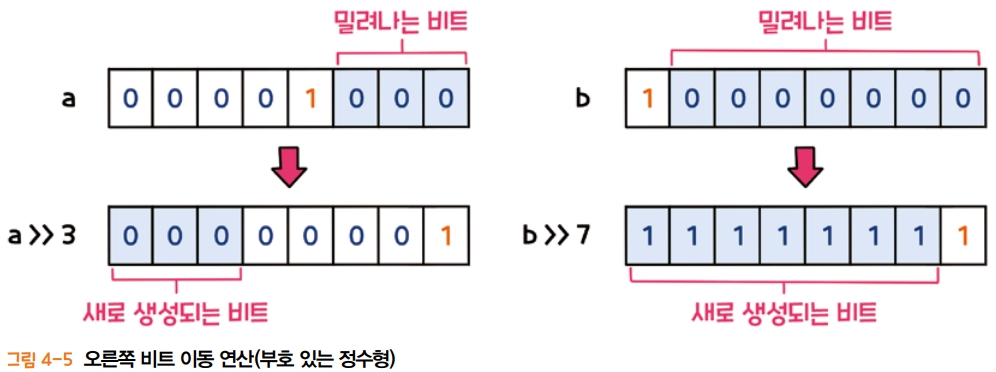 밀려나는 비트
밀려나는 비트
a 0 0 0 0 1 0 0 0
b 1 0 0 0 0 0 0 0
a >> 3 0 0 0 0 0 0 0 1
b >> 7 1 1 1 1 1 1 1 1
새로 생성되는 비트
새로 생성되는 비트
그림 4-5 오른쪽 비트 이동 연산(부호 있는 정수형)